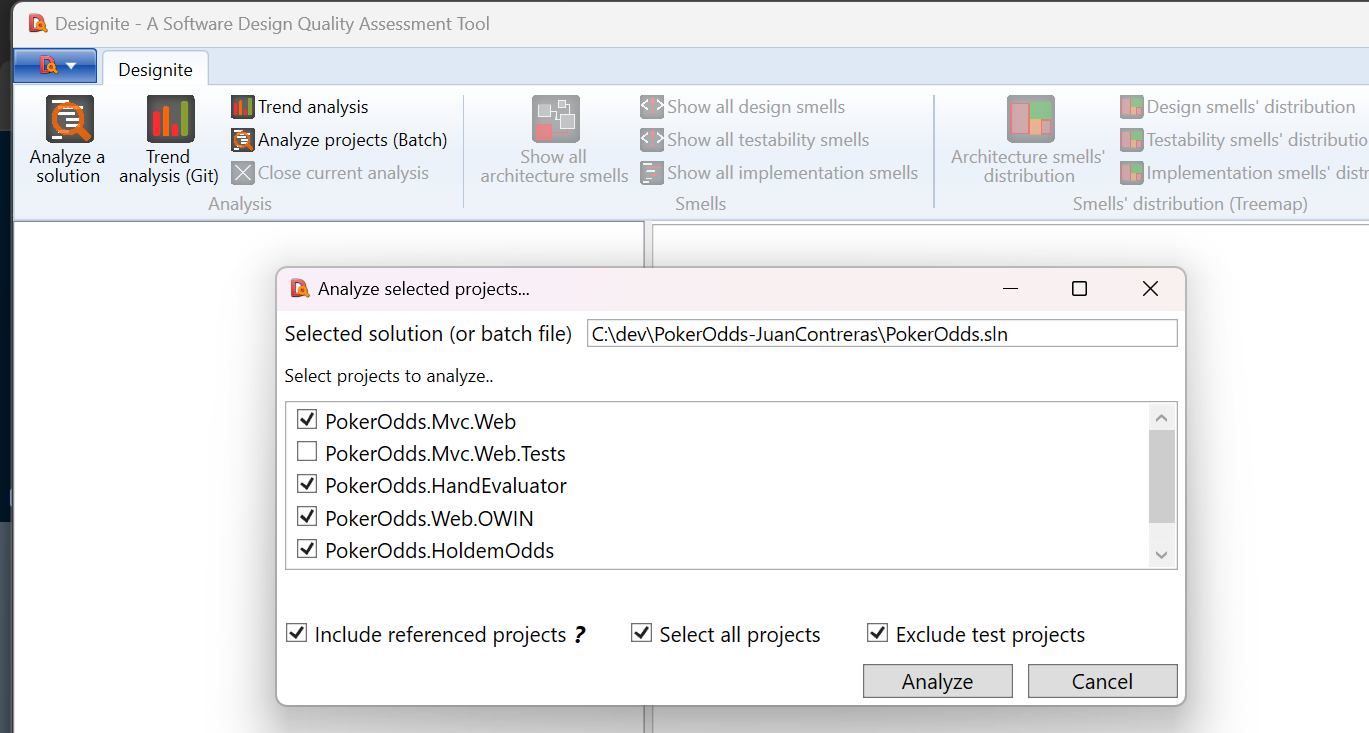 Designite - A Software Design Quality Assessment Tool
Designite
Analyze a solution
Trend analysis (Git)
Trend analysis
Analyze projects (Batch)
Close current analysis
Analysis
Show all architecture smells
Show all design smells
Show all testability smells
Show all implementation smells
Smells
Architecture smells' distribution
Design smells' distribution
Testability smells' distributio
Implementation smells' distr
Smells' distribution (Treemap)
Analyze selected projects...
Selected solution (or batch file) C:\dev\PokerOdds-JuanContreras\PokerOdds.sln
Select projects to analyze..
PokerOdds.Mvc.Web
PokerOdds.Mvc.Web.Tests
PokerOdds.HandEvaluator
PokerOdds.Web.OWIN
PokerOdds.HoldemOdds
Include referenced projects ? Select all projects Exclude test projects
Analyze Cancel